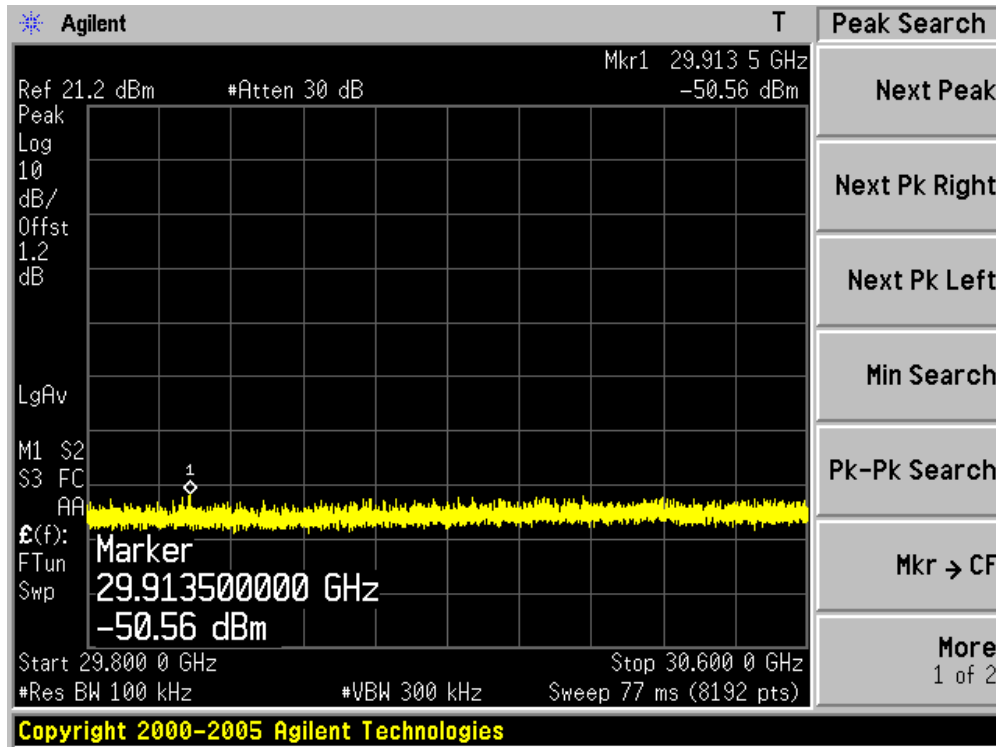 Agilent T Peak Search
Mkr1 29.913 5 GHz
Ref 21.2 dBm #Atten 30 dB -50.56 dBm
Peak
Log
10
dB/
Offst
1.2
dB
LgAv
M1 S2
S3 FC
AA
£(f):
FTun
Swp
1
Marker
29.913500000 GHz
-50.56 dBm
Start 29.800 0 GHz Stop 30.600 0 GHz
#Res BW 100 kHz #VBW 300 kHz Sweep 77 ms (8192 pts)
Copyright 2000-2005 Agilent Technologies
Next Peak
Next Pk Right
Next Pk Left
Min Search
Pk-Pk Search
Mkr → CF
More
1 of 2